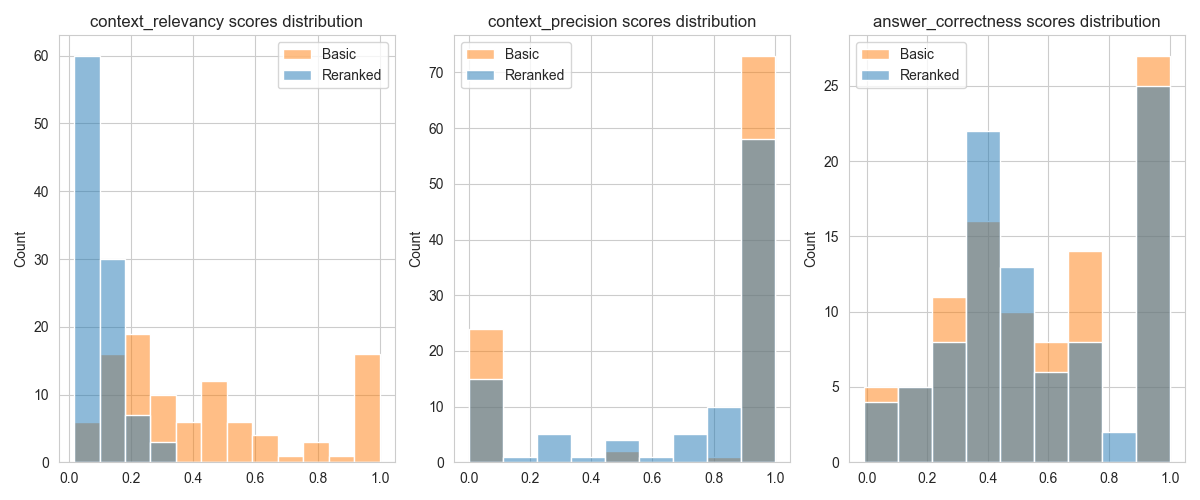 context_relevancy scores distribution
Basic
Reranked
Count
60
50
40
30
20
10
0
0.0 0.2 0.4 0.6 0.8 1.0
context_precision scores distribution
Basic
Reranked
Count
70
60
50
40
30
20
10
0
0.0 0.2 0.4 0.6 0.8 1.0
answer_correctness scores distribution
Basic
Reranked
Count
25
20
15
10
5
0
0.0 0.2 0.4 0.6 0.8 1.0